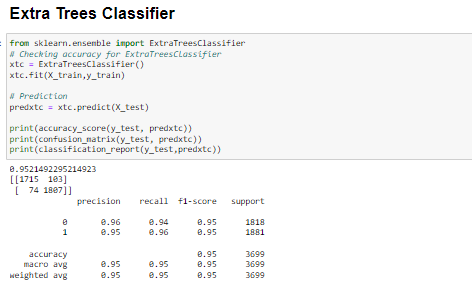 Extra Trees Classifier
from sklearn.ensemble import ExtraTreesClassifier
# Checking accuracy for ExtraTreesClassifier
xtc = ExtraTreesClassifier()
xtc.fit(X_train,y_train)
# Prediction
predxtc = xtc.predict(X_test)
print(accuracy_score(y_test, predxtc))
print(confusion_matrix(y_test, predxtc))
print(classification_report(y_test,predxtc))
0.9521492295214923
[[1715 103]
[ 74 1807]]
precision recall f1-score support
0 0.96 0.94 0.95 1818
1 0.95 0.96 0.95 1881
accuracy 0.95 3699
macro avg 0.95 0.95 0.95 3699
weighted avg 0.95 0.95 0.95 3699